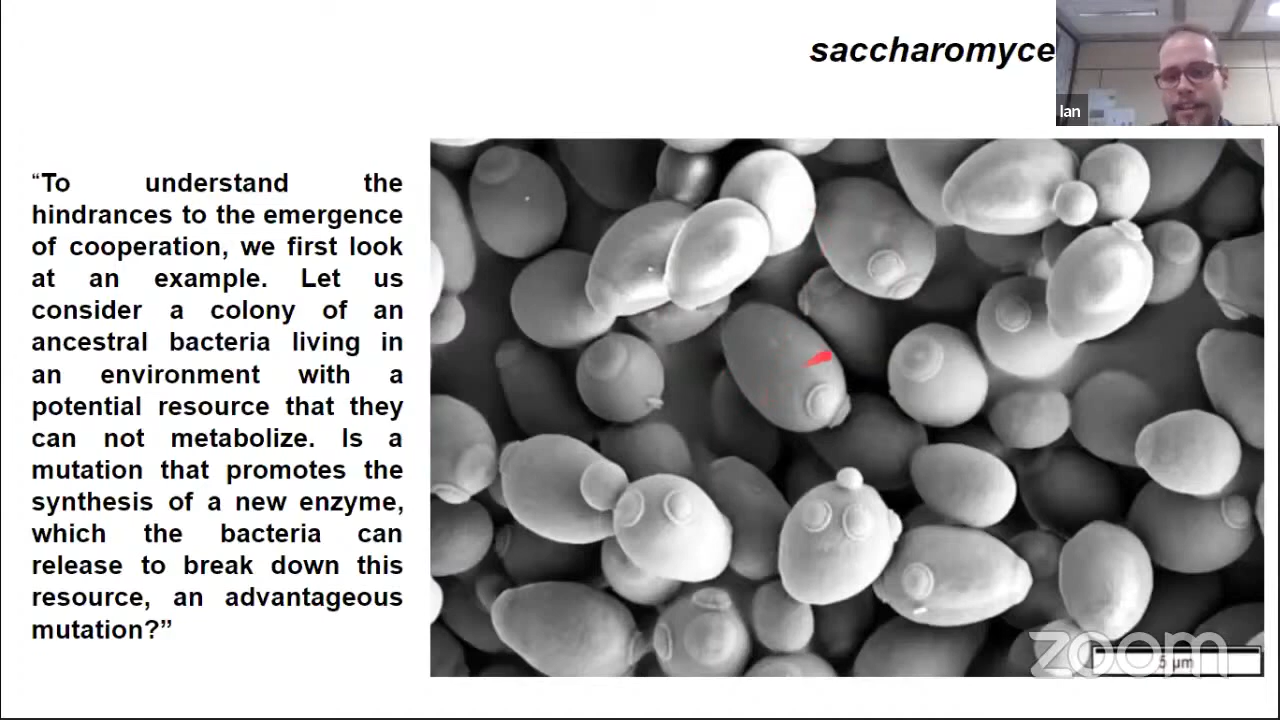 saccharomyce
Ian
“To understand the
hindrances to the emergence
of cooperation, we first look
at an example. Let us
consider a colony of an
ancestral bacteria living in
an environment with a
potential resource that they
can not metabolize. Is a
mutation that promotes the
synthesis of a new enzyme,
which the bacteria can
release to break down this
resource, an advantageous
mutation?”
zoom
5 µm